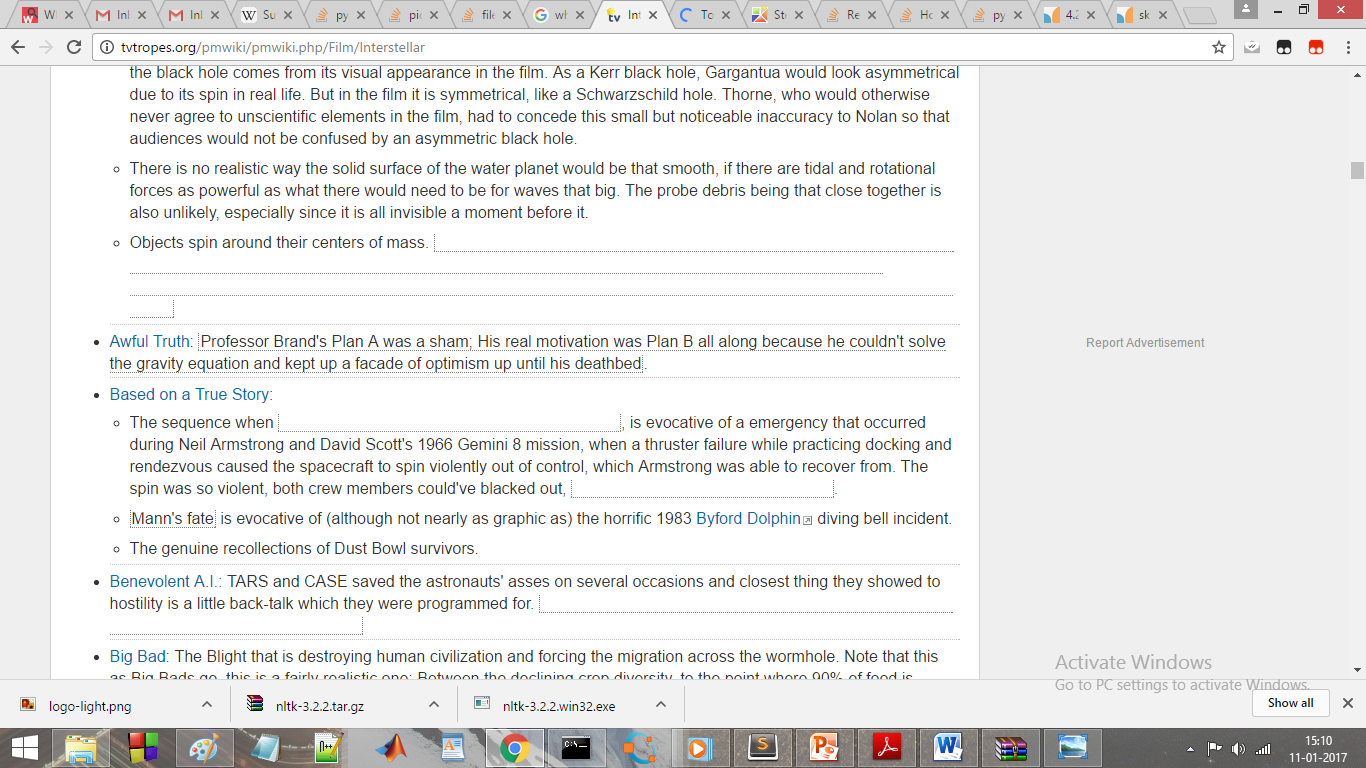 Wl
Inl
Inl
Su
py
pic
file
wh
Int
Tc
St
Re
Ho
py
4.2
sk
tvtropes.org/pmwiki/pmwiki.php/Film/Interstellar
the black hole comes from its visual appearance in the film. As a Kerr black hole, Gargantua would look asymmetrical
due to its spin in real life. But in the film it is symmetrical, like a Schwarzschild hole. Thorne, who would otherwise
never agree to unscientific elements in the film, had to concede this small but noticeable inaccuracy to Nolan so that
audiences would not be confused by an asymmetric black hole.
There is no realistic way the solid surface of the water planet would be that smooth, if there are tidal and rotational
forces as powerful as what there would need to be for waves that big. The probe debris being that close together is
also unlikely, especially since it is all invisible a moment before it.
Objects spin around their centers of mass.
Awful Truth: Professor Brand's Plan A was a sham; His real motivation was Plan B all along because he couldn't solve
the gravity equation and kept up a facade of optimism up until his deathbed.
Report Advertisement
Based on a True Story:
The sequence when , is evocative of a emergency that occurred
during Neil Armstrong and David Scott's 1966 Gemini 8 mission, when a thruster failure while practicing docking and
rendezvous caused the spacecraft to spin violently out of control, which Armstrong was able to recover from. The
spin was so violent, both crew members could've blacked out, .
Mann's fate is evocative of (although not nearly as graphic as) the horrific 1983 Byford Dolphin diving bell incident.
The genuine recollections of Dust Bowl survivors.
Benevolent A.I.: TARS and CASE saved the astronauts' asses on several occasions and closest thing they showed to
hostility is a little back-talk which they were programmed for.
Big Bad: The Blight that is destroying human civilization and forcing the migration across the wormhole. Note that this
as Big Bads go, this is a fairly realistic one: Between the declining crop diversity, to the point where 90% of food is
Activate Windows
Go to PC settings to activate Windows.
logo-light.png
nltk-3.2.2.tar.gz
nltk-3.2.2.win32.exe
Show all
15:10
11-01-2017